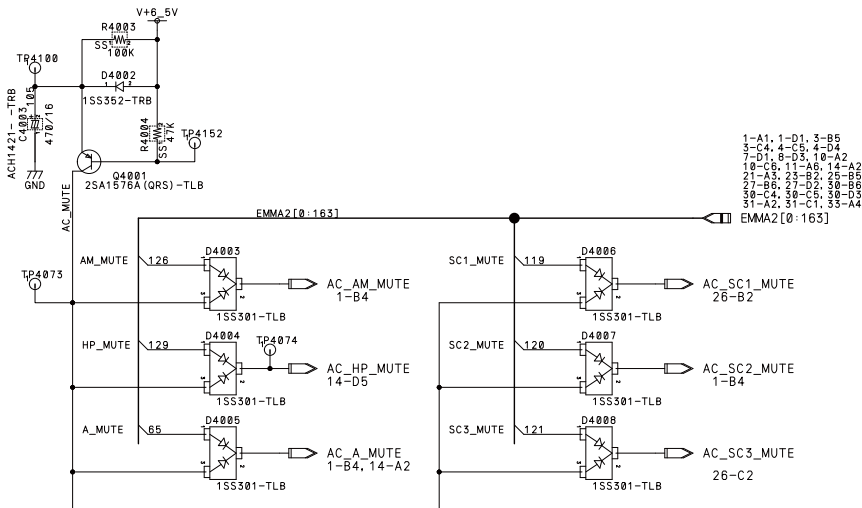 V+6_5V
R4003
SS
100K
TP4100
D4002
1SS352-TRB
ACH1421- -TRB
C4003
105
470/16
R4004
SS
47K
TP4152
GND
Q4001
2SA1576A(QRS)-TLB
AC_MUTE
1-A1, 1-D1, 3-B5
3-C4, 4-C5, 4-D4
7-D1, 8-D3, 10-A2
10-C6, 11-A6, 14-A2
21-A3, 23-B2, 25-B5
27-B6, 27-D2, 30-B6
30-C4, 30-C5, 30-D3
31-A2, 31-C1, 33-A4
EMMA2[0:163]
EMMA2[0:163]
TP4073
AM_MUTE
126
D4003
AC_AM_MUTE
1-B4
1SS301-TLB
SC1_MUTE
119
D4006
AC_SC1_MUTE
26-B2
1SS301-TLB
HP_MUTE
129
D4004
TP4074
AC_HP_MUTE
14-D5
1SS301-TLB
SC2_MUTE
120
D4007
AC_SC2_MUTE
1-B4
1SS301-TLB
A_MUTE
65
D4005
AC_A_MUTE
1-B4, 14-A2
1SS301-TLB
SC3_MUTE
121
D4008
AC_SC3_MUTE
26-C2
1SS301-TLB